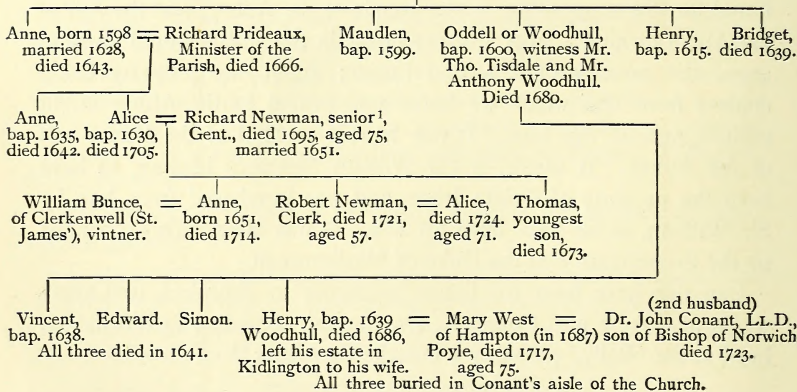 Anne, born 1598 = Richard Prideaux, Maudlen, Oddell or Woodhull, Henry, Bridget,
married 1628, Minister of the bap. 1599. bap. 1600, witness Mr. bap. 1615. died 1639.
died 1643. Parish, died 1666. Tho. Tisdale and Mr.
Anthony Woodhull.
Died 1680.
Anne, Alice = Richard Newman, senior¹,
bap. 1635, bap. 1630, Gent., died 1695, aged 75,
died 1642. died 1705. married 1651.
William Bunce, = Anne, Robert Newman, = Alice, Thomas,
of Clerkenwell (St. born 1651, Clerk, died 1721, died 1724. youngest
James'), vintner. died 1714. aged 57. aged 71. son,
died 1673.
(2nd husband)
Vincent, Edward. Simon. Henry, bap. 1639 = Mary West = Dr. John Conant, LL.D.,
bap. 1638. Woodhull, died 1686, of Hampton (in 1687) son of Bishop of Norwich
All three died in 1641. left his estate in Poyle, died 1717, died 1723.
Kidlington to his wife. aged 75.
All three buried in Conant's aisle of the Church.